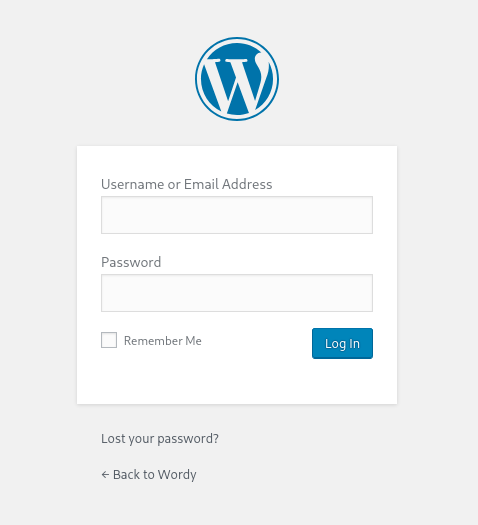 Username or Email Address
Password
Remember Me
Log In
Lost your password?
← Back to Wordy